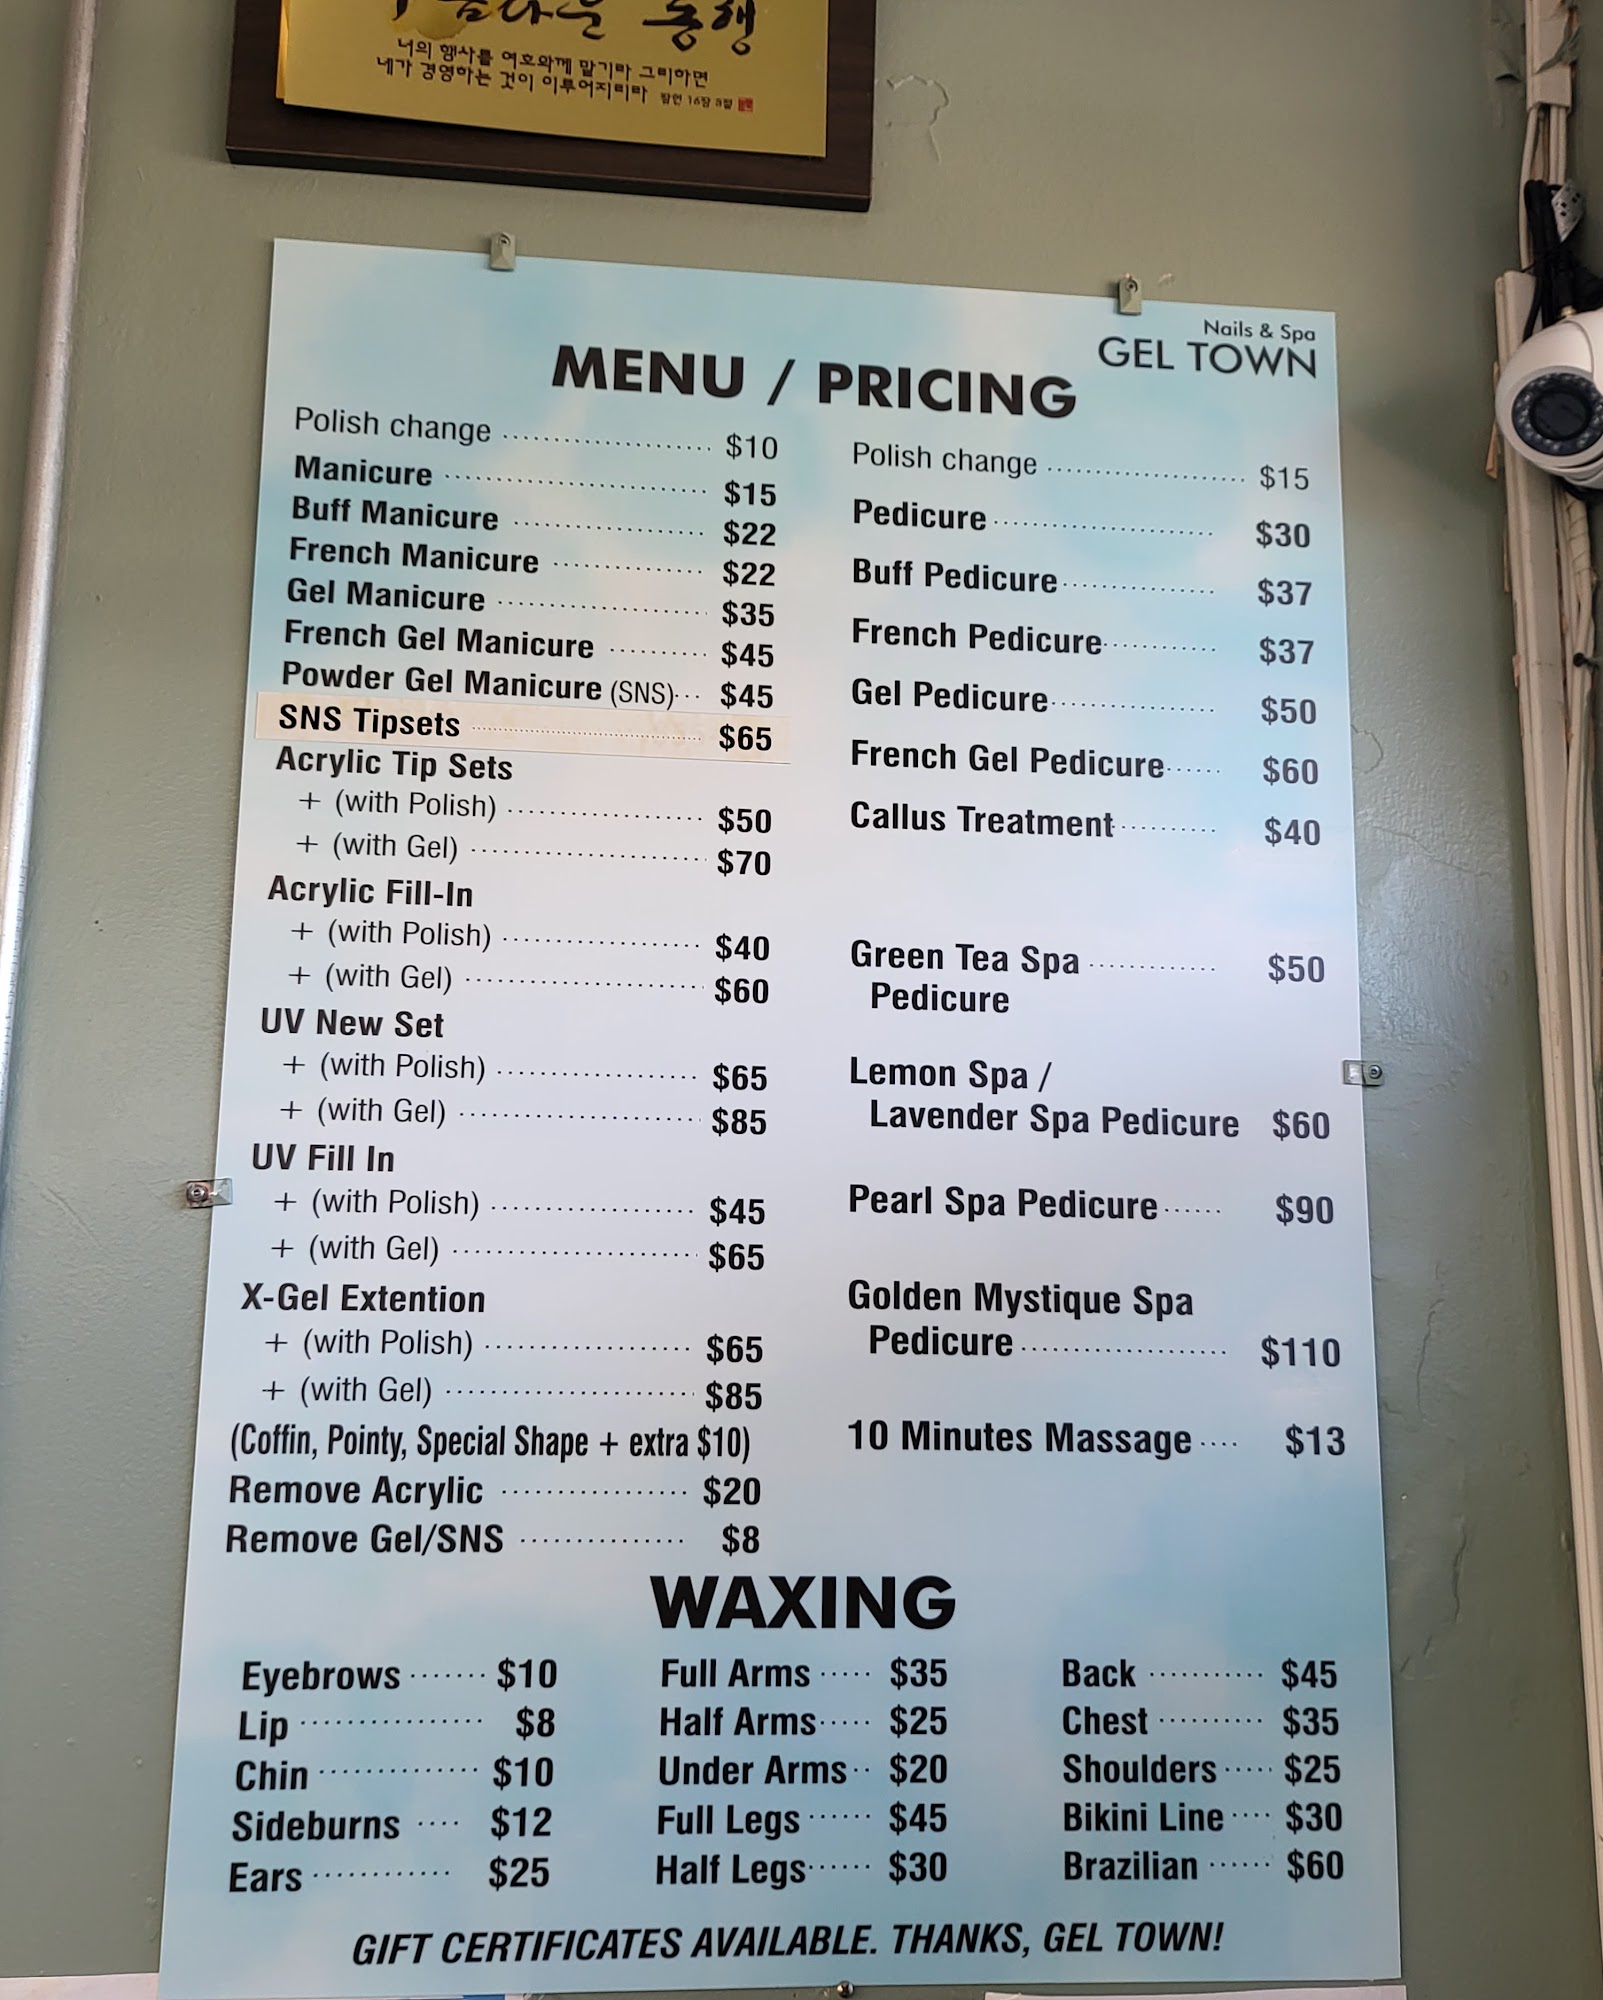 동행
너의 행사를 여호와께 맡기라 그리하면
네가 경영하는 것이 이루어지리라 잠언 16장 3절
Nails & Spa
GEL TOWN
MENU / PRICING
Polish change $10
Manicure $15
Buff Manicure $22
French Manicure $22
Gel Manicure $35
French Gel Manicure $45
Powder Gel Manicure (SNS) $45
SNS Tipsets $65
Acrylic Tip Sets
+ (with Polish) $50
+ (with Gel) $70
Acrylic Fill-In
+ (with Polish) $40
+ (with Gel) $60
UV New Set
+ (with Polish) $65
+ (with Gel) $85
UV Fill In
+ (with Polish) $45
+ (with Gel) $65
X-Gel Extention
+ (with Polish) $65
+ (with Gel) $85
(Coffin, Pointy, Special Shape + extra $10)
Remove Acrylic $20
Remove Gel/SNS $8
Polish change $15
Pedicure $30
Buff Pedicure $37
French Pedicure $37
Gel Pedicure $50
French Gel Pedicure $60
Callus Treatment $40
Green Tea Spa $50
Pedicure
Lemon Spa /
Lavender Spa Pedicure $60
Pearl Spa Pedicure $90
Golden Mystique Spa
Pedicure $110
10 Minutes Massage $13
WAXING
Eyebrows $10
Lip $8
Chin $10
Sideburns $12
Ears $25
Full Arms $35
Half Arms $25
Under Arms $20
Full Legs $45
Half Legs $30
Back $45
Chest $35
Shoulders $25
Bikini Line $30
Brazilian $60
GIFT CERTIFICATES AVAILABLE. THANKS, GEL TOWN!